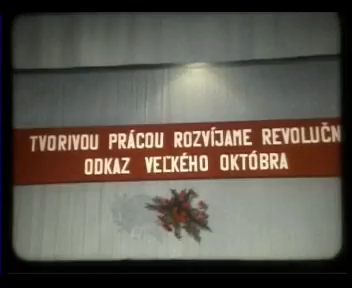 TVORIVOU PRÁCOU ROZVÍJAME REVOLUČN
ODKAZ VEĽKÉHO OKTÓBRA